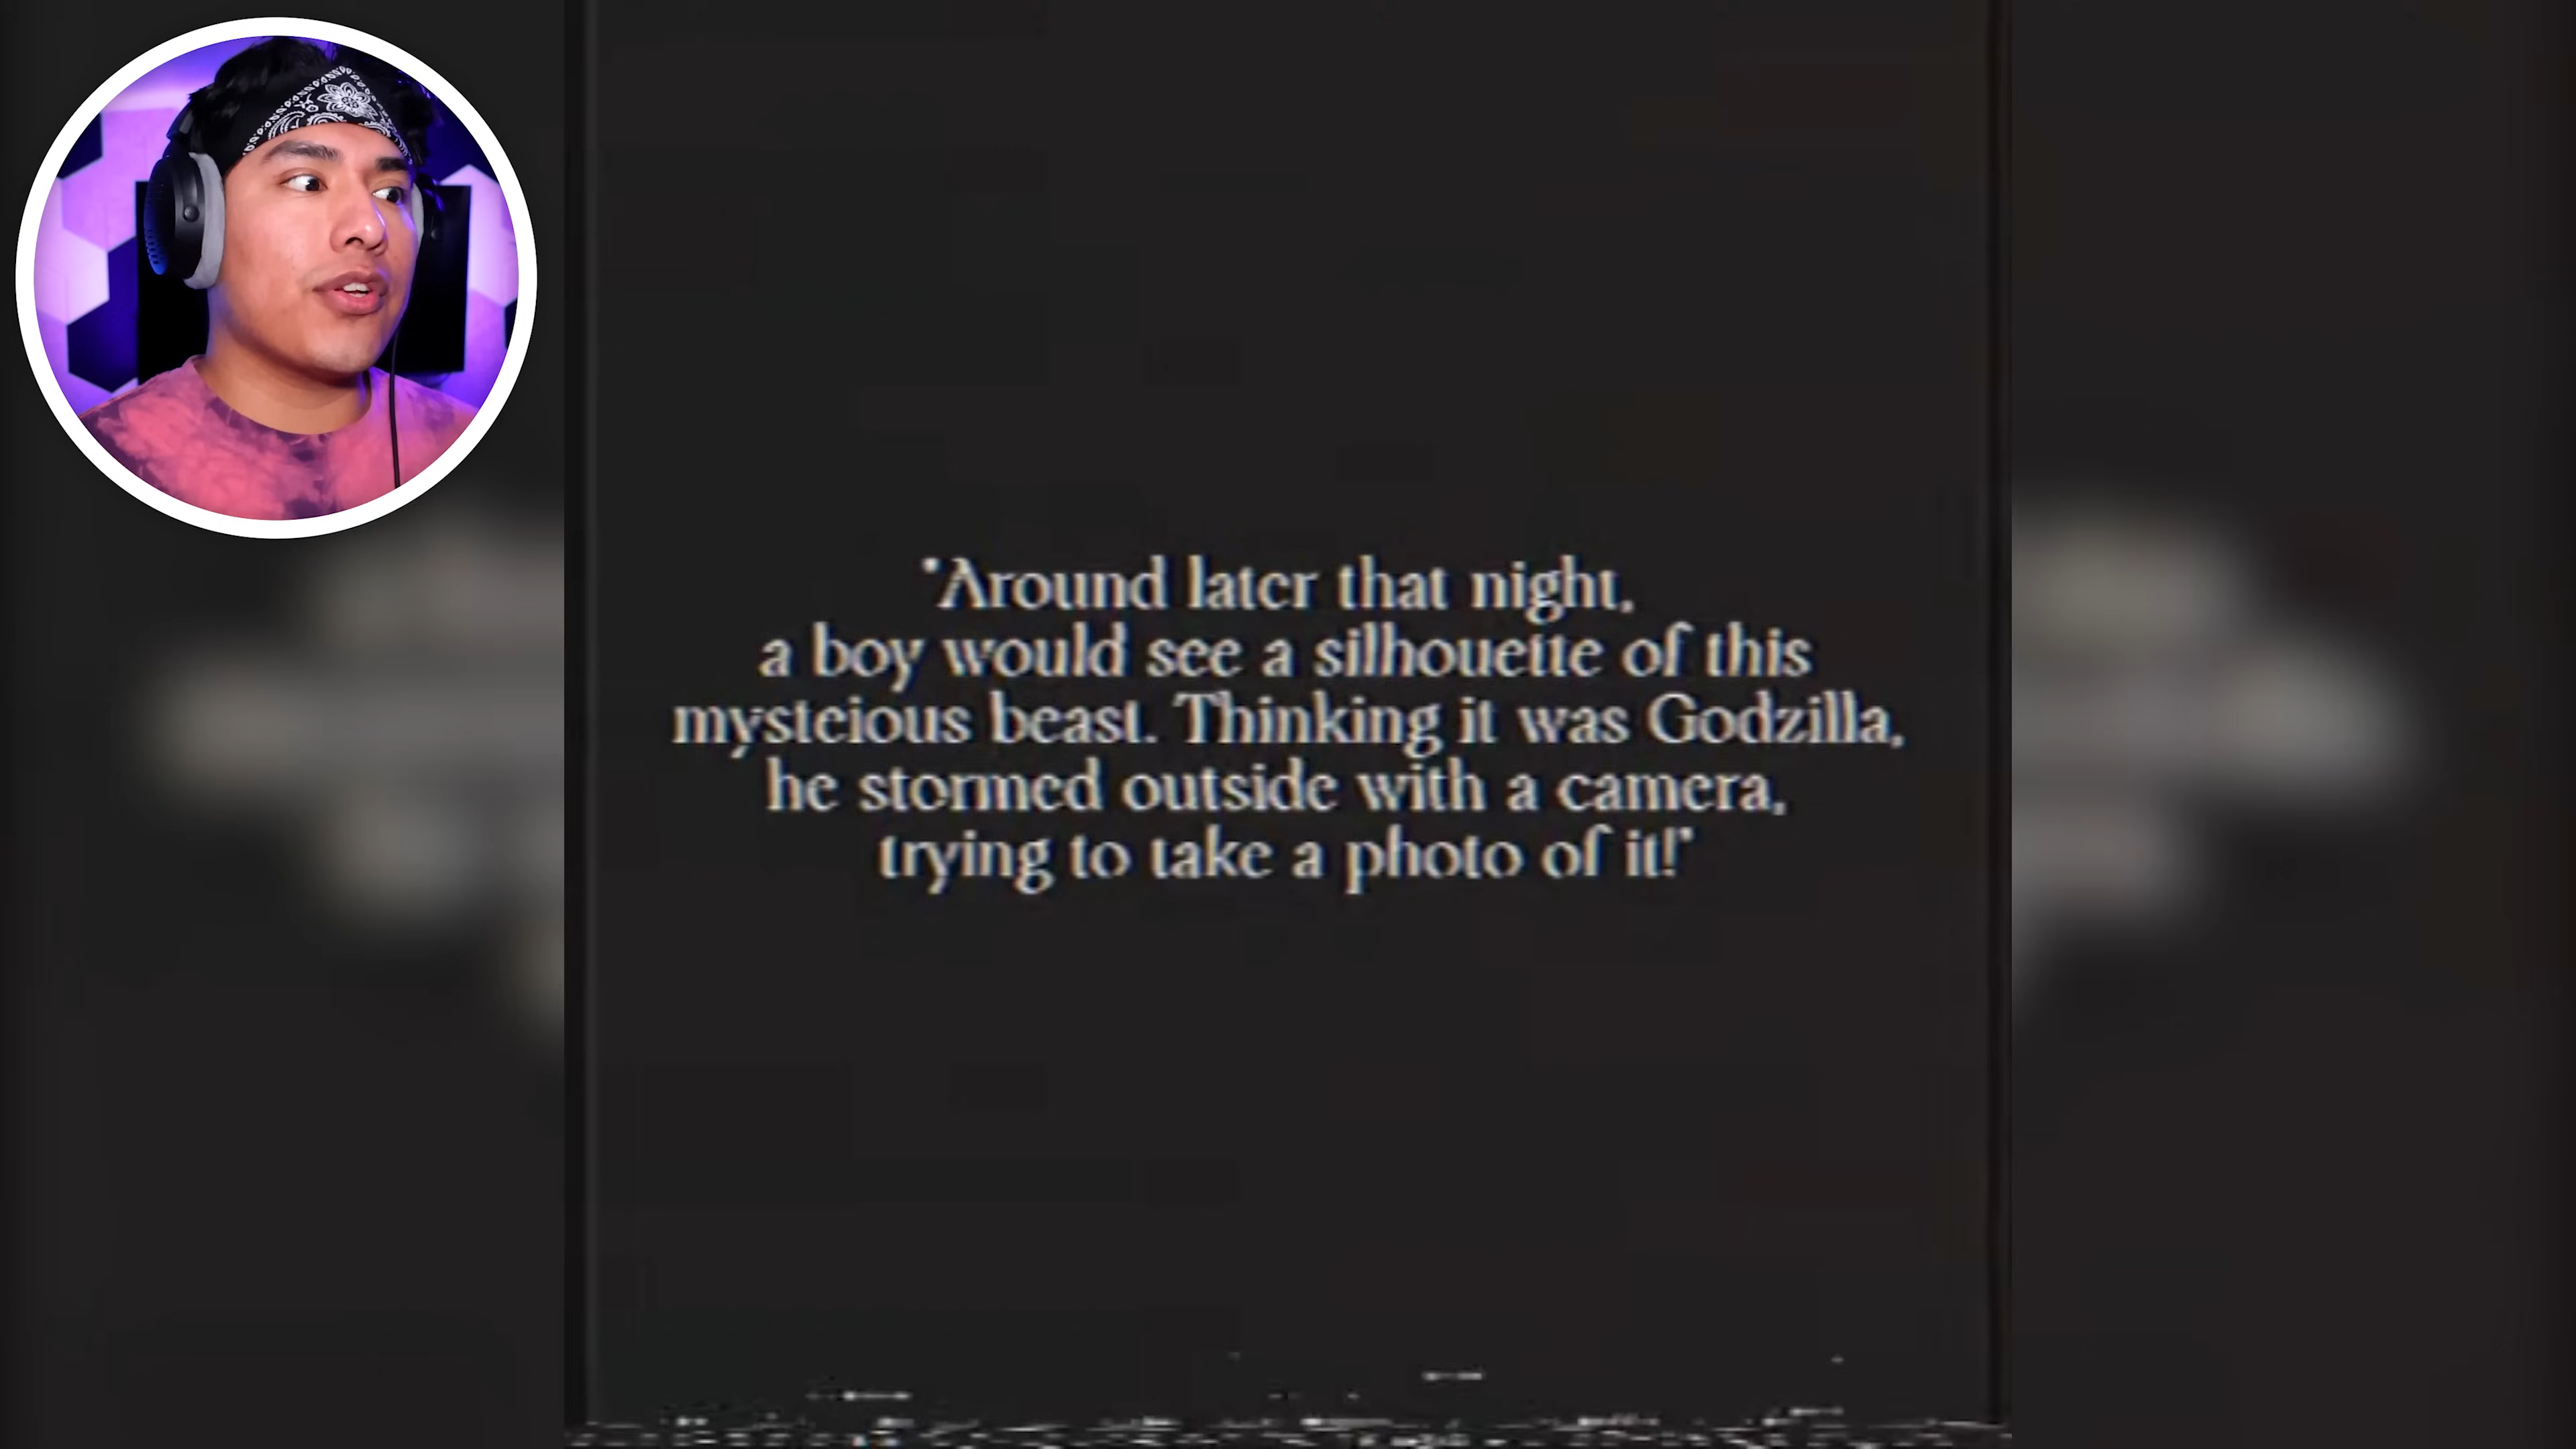 "Around later that night,
a boy would see a silhouette of this
mysteious beast. Thinking it was Godzilla,
he stormed outside with a camera,
trying to take a photo of it!"